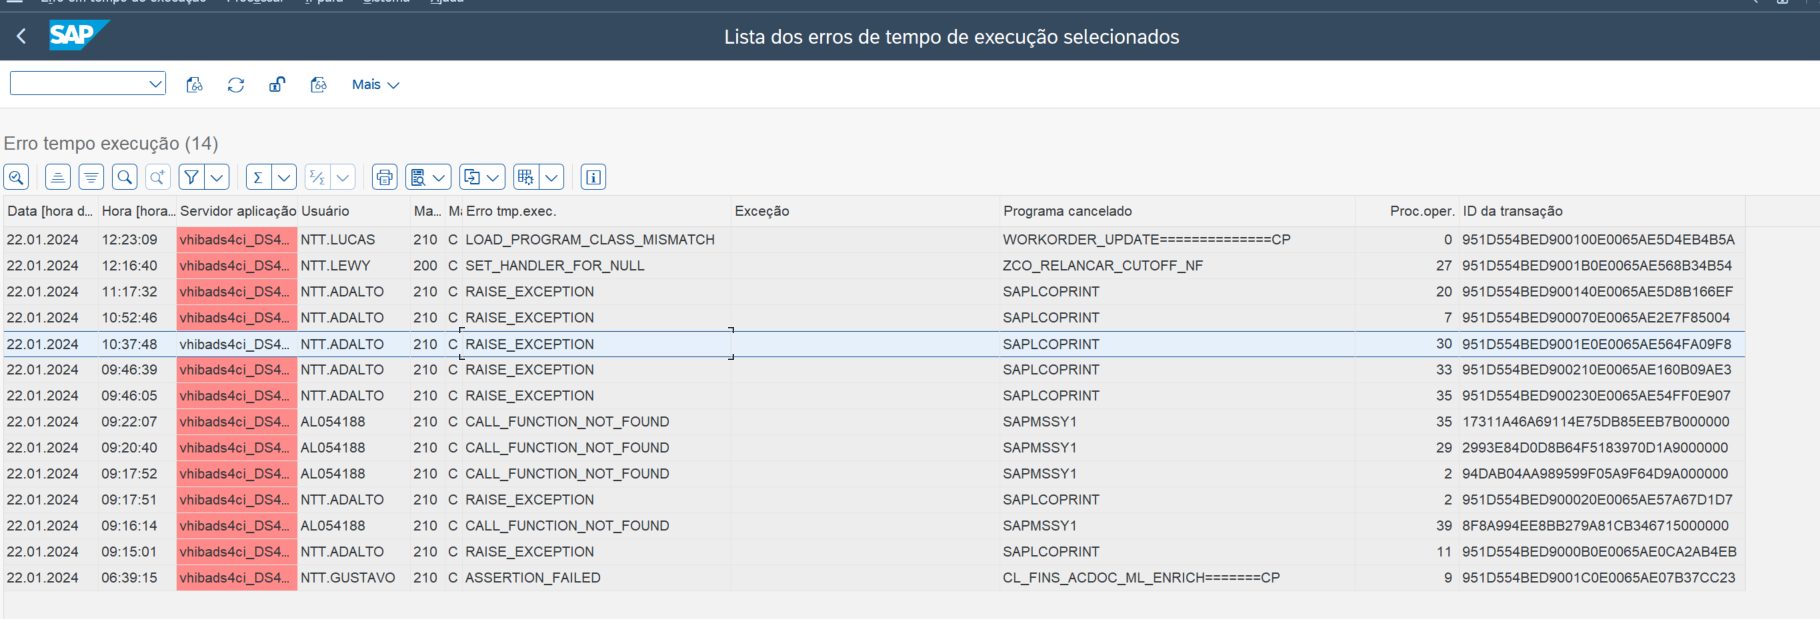 SAP
Lista dos erros de tempo de execução selecionados
Mais
Erro tempo execução (14)
Data [hora d... Hora [hora... Servidor aplicação Usuário Ma... Ma Erro tmp.exec. Exceção Programa cancelado Proc.oper. ID da transação
22.01.2024 12:23:09 vhibads4ci_DS4... NTT.LUCAS 210 C LOAD_PROGRAM_CLASS_MISMATCH WORKORDER_UPDATE==============CP 0 951D554BED900100E0065AE5D4EB4B5A
22.01.2024 12:16:40 vhibads4ci_DS4... NTT.LEWY 200 C SET_HANDLER_FOR_NULL ZCO_RELANCAR_CUTOFF_NF 27 951D554BED9001B0E0065AE568B34B54
22.01.2024 11:17:32 vhibads4ci_DS4... NTT.ADALTO 210 C RAISE_EXCEPTION SAPLCOPRINT 20 951D554BED900140E0065AE5D8B166EF
22.01.2024 10:52:46 vhibads4ci_DS4... NTT.ADALTO 210 C RAISE_EXCEPTION SAPLCOPRINT 7 951D554BED900070E0065AE2E7F85004
22.01.2024 10:37:48 vhibads4ci_DS4... NTT.ADALTO 210 C RAISE_EXCEPTION SAPLCOPRINT 30 951D554BED9001E0E0065AE564FA09F8
22.01.2024 09:46:39 vhibads4ci_DS4... NTT.ADALTO 210 C RAISE_EXCEPTION SAPLCOPRINT 33 951D554BED900210E0065AE160B09AE3
22.01.2024 09:46:05 vhibads4ci_DS4... NTT.ADALTO 210 C RAISE_EXCEPTION SAPLCOPRINT 35 951D554BED900230E0065AE54FF0E907
22.01.2024 09:22:07 vhibads4ci_DS4... AL054188 210 C CALL_FUNCTION_NOT_FOUND SAPMSSY1 35 17311A46A69114E75DB85EEB7B000000
22.01.2024 09:20:40 vhibads4ci_DS4... AL054188 210 C CALL_FUNCTION_NOT_FOUND SAPMSSY1 29 2993E84D0D8B64F5183970D1A9000000
22.01.2024 09:17:52 vhibads4ci_DS4... AL054188 210 C CALL_FUNCTION_NOT_FOUND SAPMSSY1 2 94DAB04AA989599F05A9F64D9A000000
22.01.2024 09:17:51 vhibads4ci_DS4... NTT.ADALTO 210 C RAISE_EXCEPTION SAPLCOPRINT 2 951D554BED900020E0065AE57A67D1D7
22.01.2024 09:16:14 vhibads4ci_DS4... AL054188 210 C CALL_FUNCTION_NOT_FOUND SAPMSSY1 39 8F8A994EE8BB279A81CB346715000000
22.01.2024 09:15:01 vhibads4ci_DS4... NTT.ADALTO 210 C RAISE_EXCEPTION SAPLCOPRINT 11 951D554BED9000B0E0065AE0CA2AB4EB
22.01.2024 06:39:15 vhibads4ci_DS4... NTT.GUSTAVO 210 C ASSERTION_FAILED CL_FINS_ACDOC_ML_ENRICH=======CP 9 951D554BED9001C0E0065AE07B37CC23